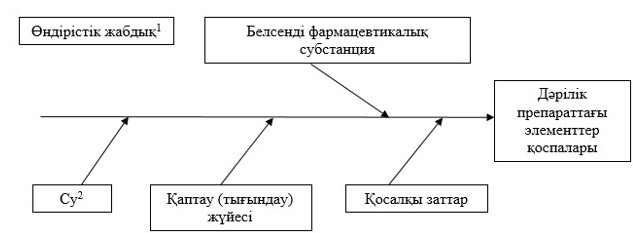 Өндірістік жабдық¹
Белсенді фармацевтикалық
субстанция
Дәрілік
препараттағы
элементтер
қоспалары
Су²
Қаптау (тығындау)
жүйесі
Қосалқы заттар